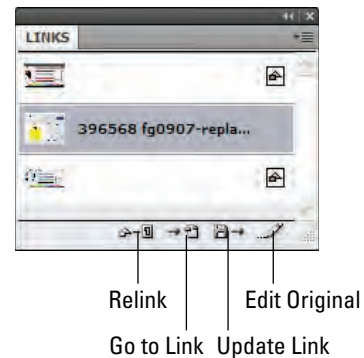 LINKS
396568 fg0907-repla...
Relink Edit Original
Go to Link Update Link